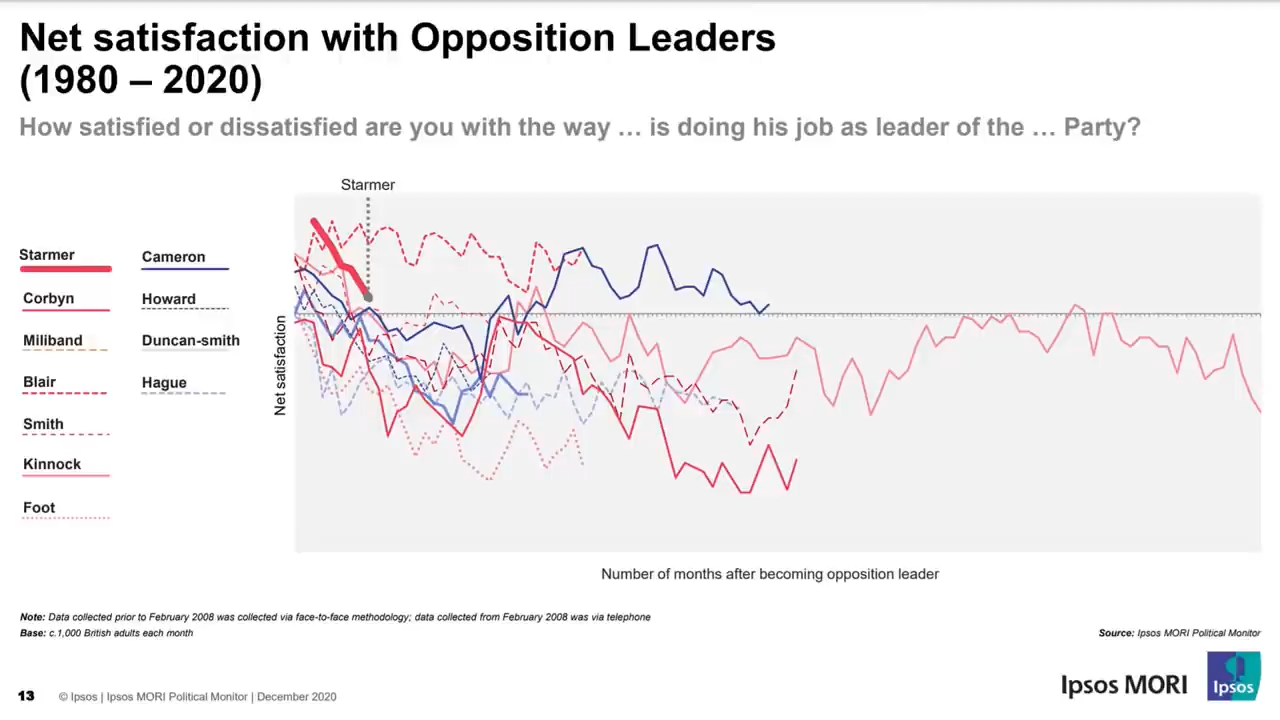 Net satisfaction with Opposition Leaders
(1980 – 2020)
How satisfied or dissatisfied are you with the way … is doing his job as leader of the … Party?
Starmer
Starmer
Cameron
Corbyn
Howard
Miliband
Duncan-smith
Blair
Hague
Smith
Kinnock
Foot
Net satisfaction
Number of months after becoming opposition leader
Note: Data collected prior to February 2008 was collected via face-to-face methodology; data collected from February 2008 was via telephone
Base: c.1,000 British adults each month
Source: Ipsos MORI Political Monitor
13
© Ipsos | Ipsos MORI Political Monitor | December 2020
Ipsos MORI
Ipsos